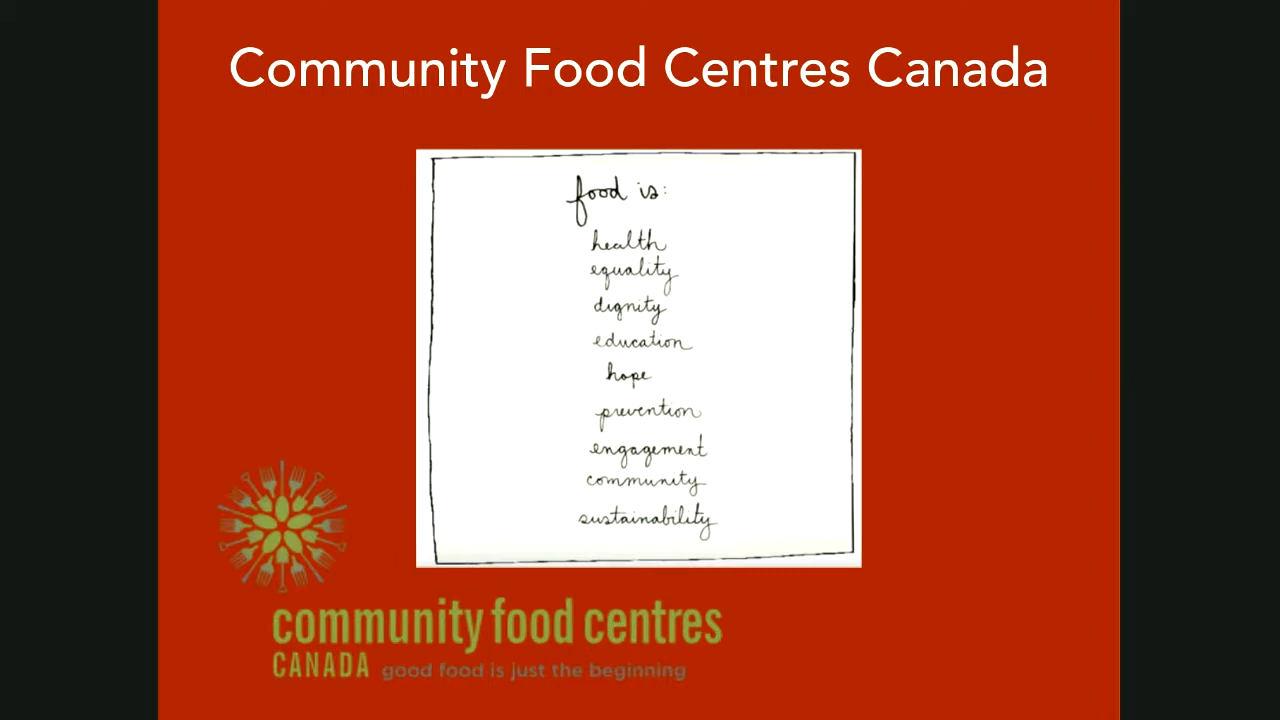 Community Food Centres Canada
food is:
health
equality
dignity
education
hope
prevention
engagement
community
sustainability
community food centres
CANADA good food is just the beginning